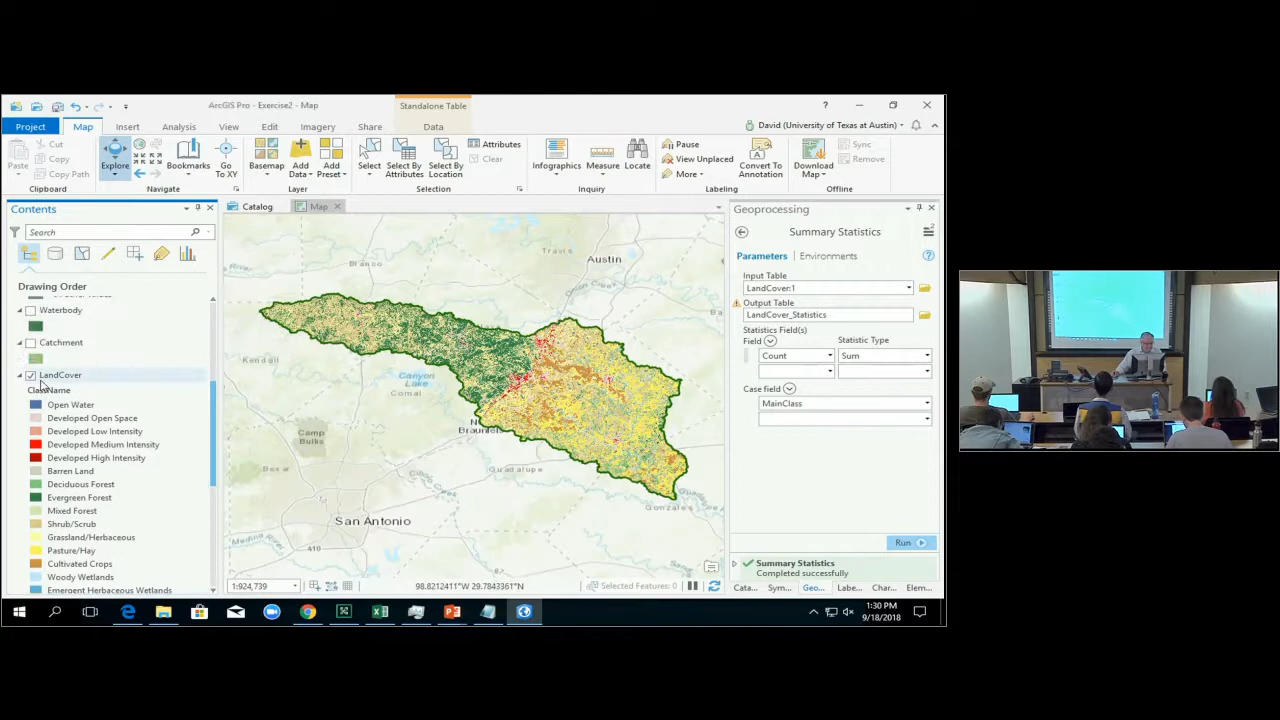 ArcGIS Pro - Exercise2 - Map
Standalone Table
?
Project
Map
Insert
Analysis
View
Edit
Imagery
Share
Data
David (University of Texas at Austin)
Paste
Cut
Copy
Copy Path
Clipboard
Explore
Bookmarks
Go To XY
Navigate
Basemap
Add Data
Add Preset
Layer
Select
Select By Attributes
Select By Location
Attributes
Clear
Selection
Infographics
Measure
Locate
Inquiry
Pause
View Unplaced
More
Convert To Annotation
Labeling
Download Map
Sync
Remove
Offline
Contents
Search
Drawing Order
Waterbody
Catchment
LandCover
ClassName
Open Water
Developed Open Space
Developed Low Intensity
Developed Medium Intensity
Developed High Intensity
Barren Land
Deciduous Forest
Evergreen Forest
Mixed Forest
Shrub/Scrub
Grassland/Herbaceous
Pasture/Hay
Cultivated Crops
Woody Wetlands
Emergent Herbaceous Wetlands
Catalog
Map
Travis
Austin
Blanco
Kendall
Canyon Lake
Comal
Camp Bullis
Bexar
Guadalupe
Gonzales
San Antonio
410
1:924,739
98.8212411°W 29.7843361°N
Selected Features: 0
Geoprocessing
Summary Statistics
Parameters
Environments
Input Table
LandCover:1
Output Table
LandCover_Statistics
Statistics Field(s)
Field
Statistic Type
Count
Sum
Case field
MainClass
Run
Summary Statistics
Completed successfully
Cata...
Sym...
Geo...
Labe...
Char...
Elem...
1:30 PM
9/18/2018